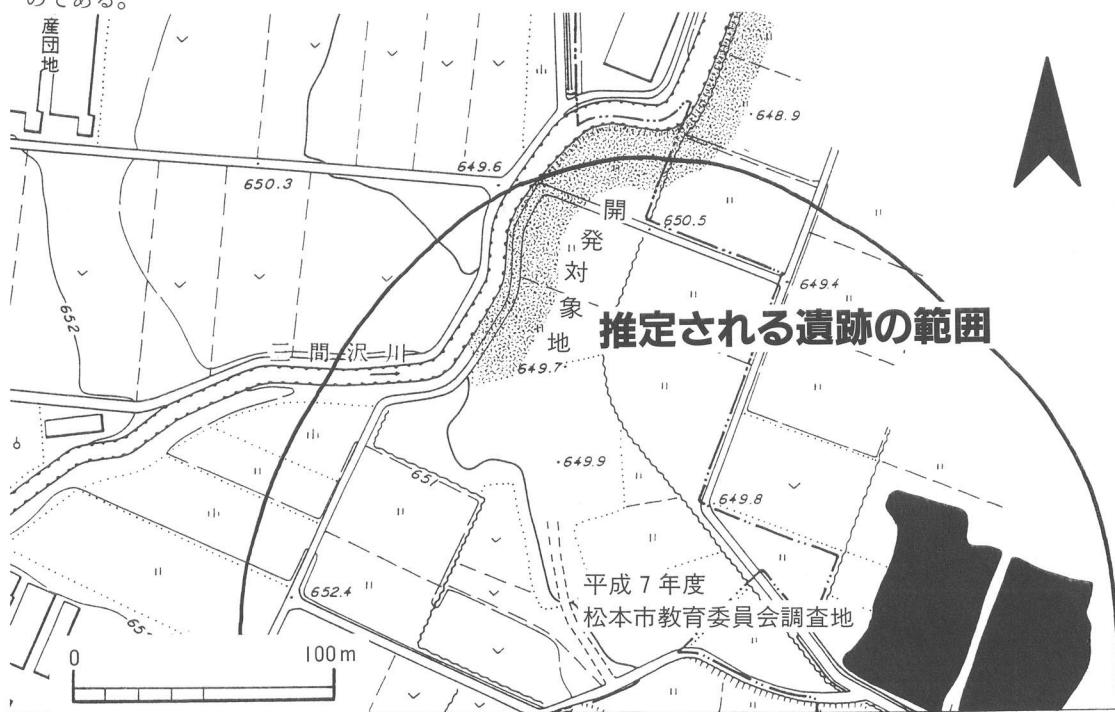 のである。
産団地
648.9
649.6
650.3
開発対象地
650.5
649.4
652
推定される遺跡の範囲
三間沢川
649.7
649.9
651
649.8
平成7年度
松本市教育委員会調査地
652.4
0 100m